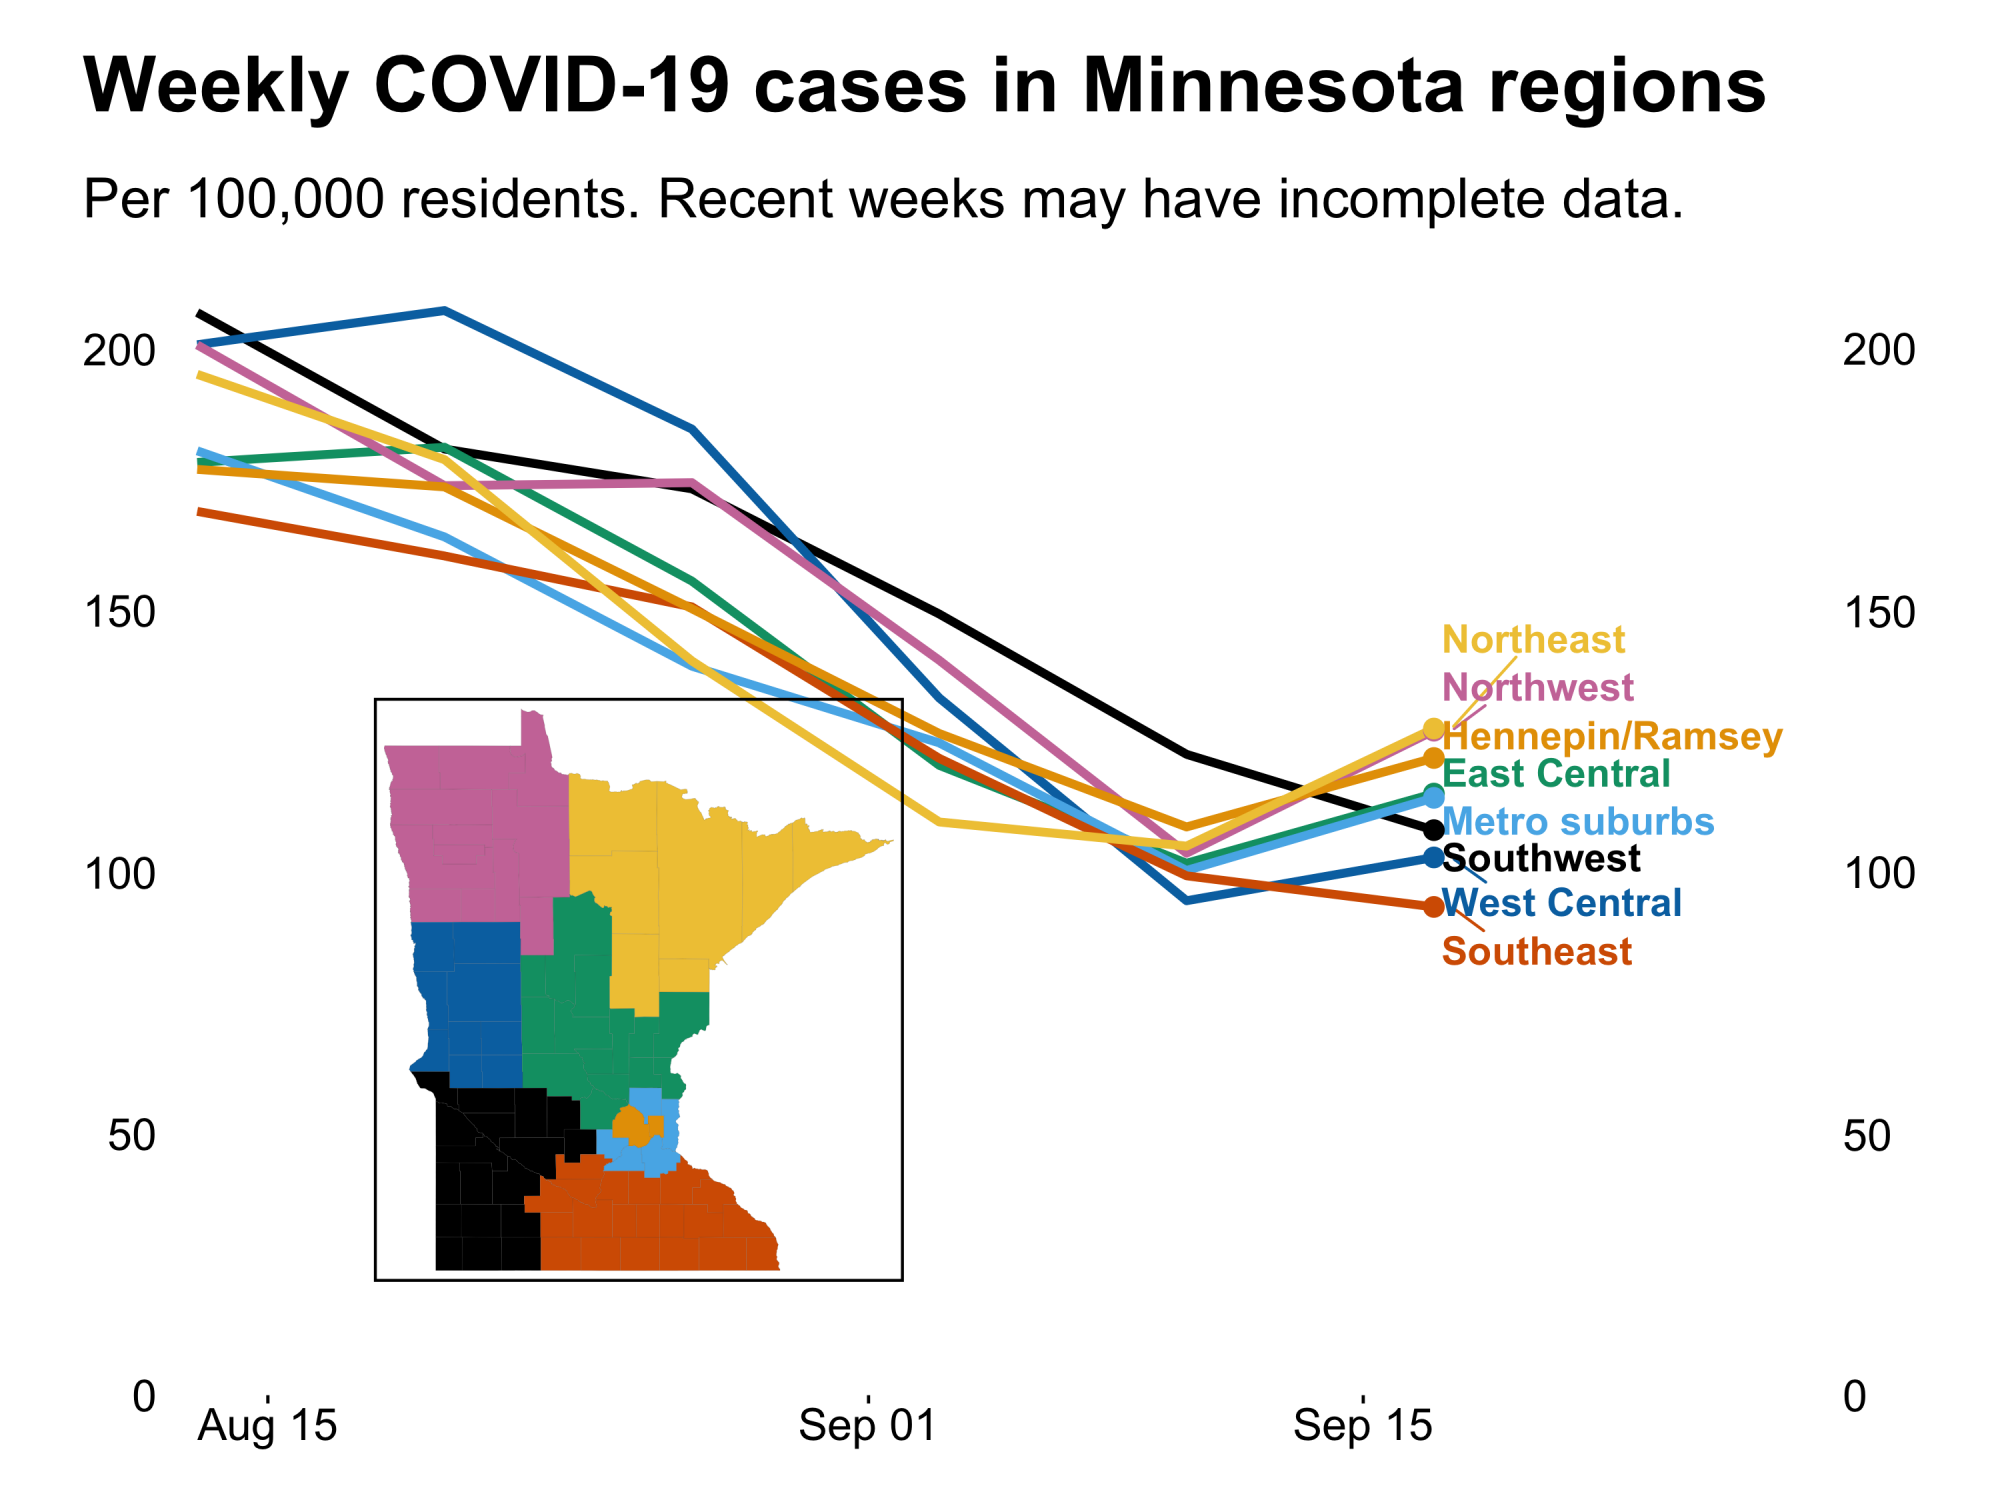 Weekly COVID-19 cases in Minnesota regions
Per 100,000 residents. Recent weeks may have incomplete data.
200
200
150
150
Northeast
Northwest
Hennepin/Ramsey
East Central
Metro suburbs
Southwest
100
100
West Central
Southeast
50
50
0
0
Aug 15
Sep 01
Sep 15